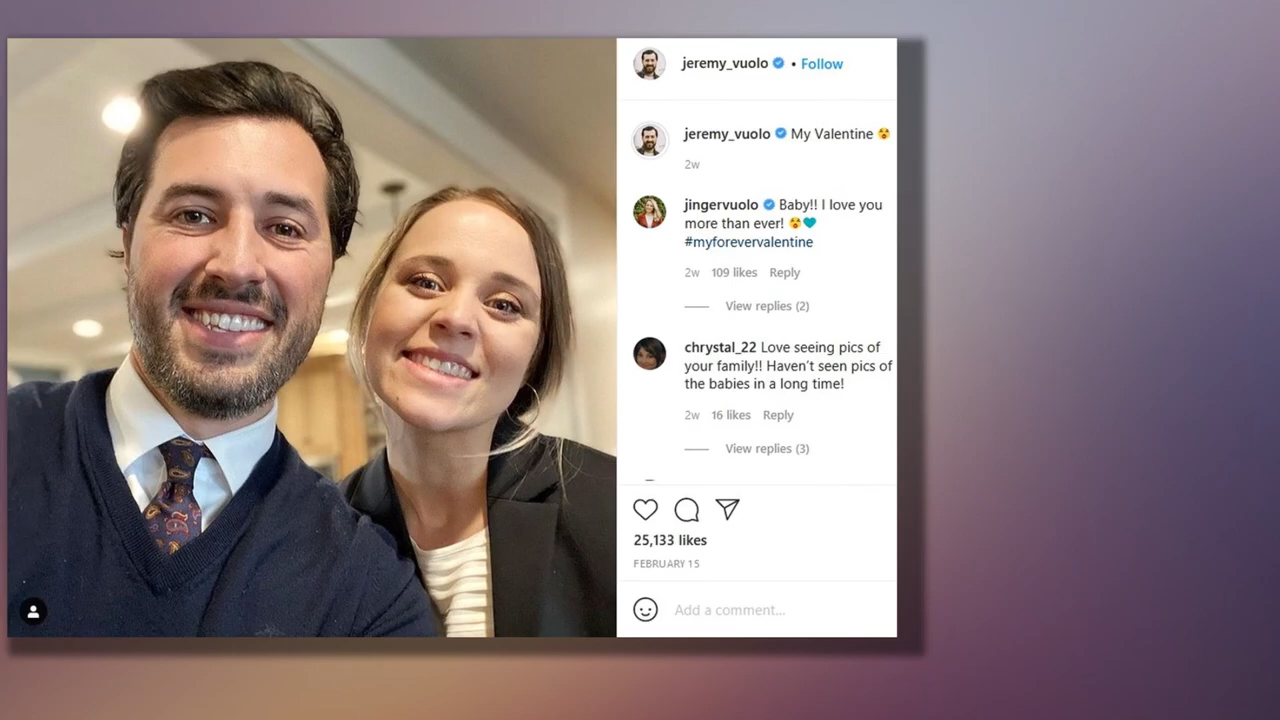 jeremy_vuolo • Follow
jeremy_vuolo My Valentine 😚
2w
jingervuolo Baby!! I love you
more than ever! 😚💙
#myforevervalentine
2w 109 likes Reply
View replies (2)
chrystal_22 Love seeing pics of
your family!! Haven't seen pics of
the babies in a long time!
2w 16 likes Reply
View replies (3)
25,133 likes
FEBRUARY 15
Add a comment...